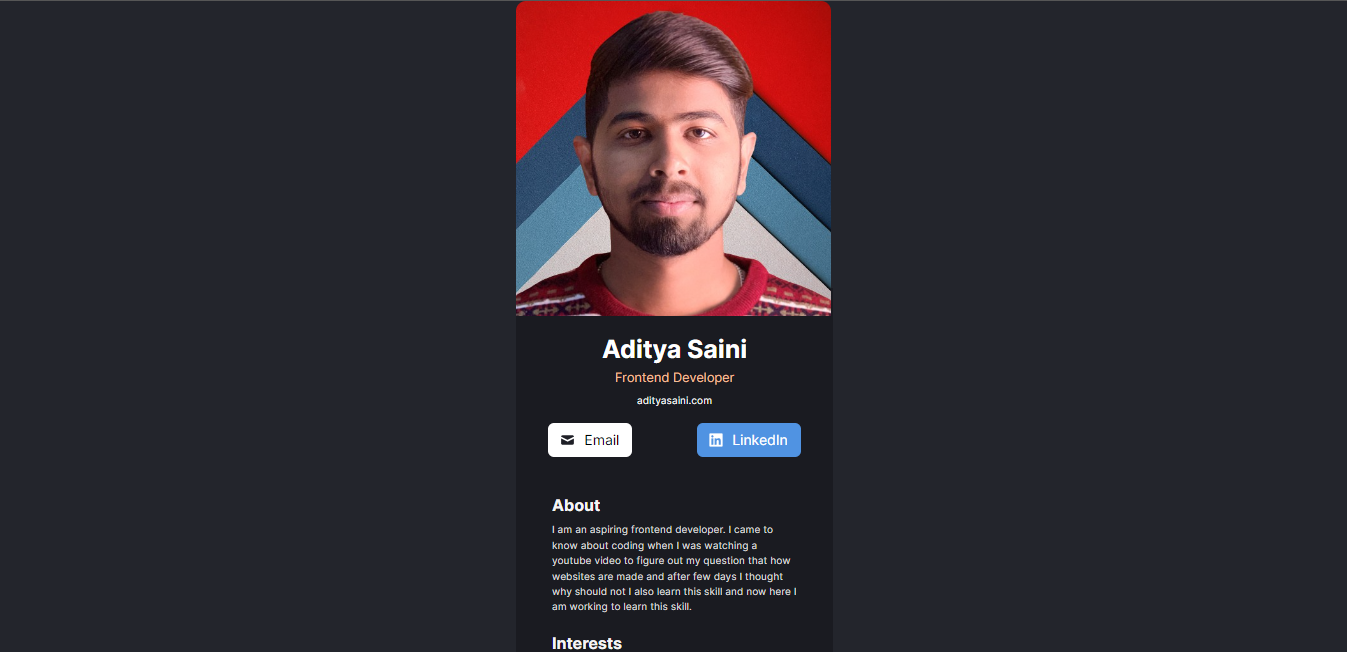 Aditya Saini
Frontend Developer
adityasaini.com
Email
LinkedIn
About
I am an aspiring frontend developer. I came to
know about coding when I was watching a
youtube video to figure out my question that how
websites are made and after few days I thought
why should not I also learn this skill and now here I
am working to learn this skill.
Interests